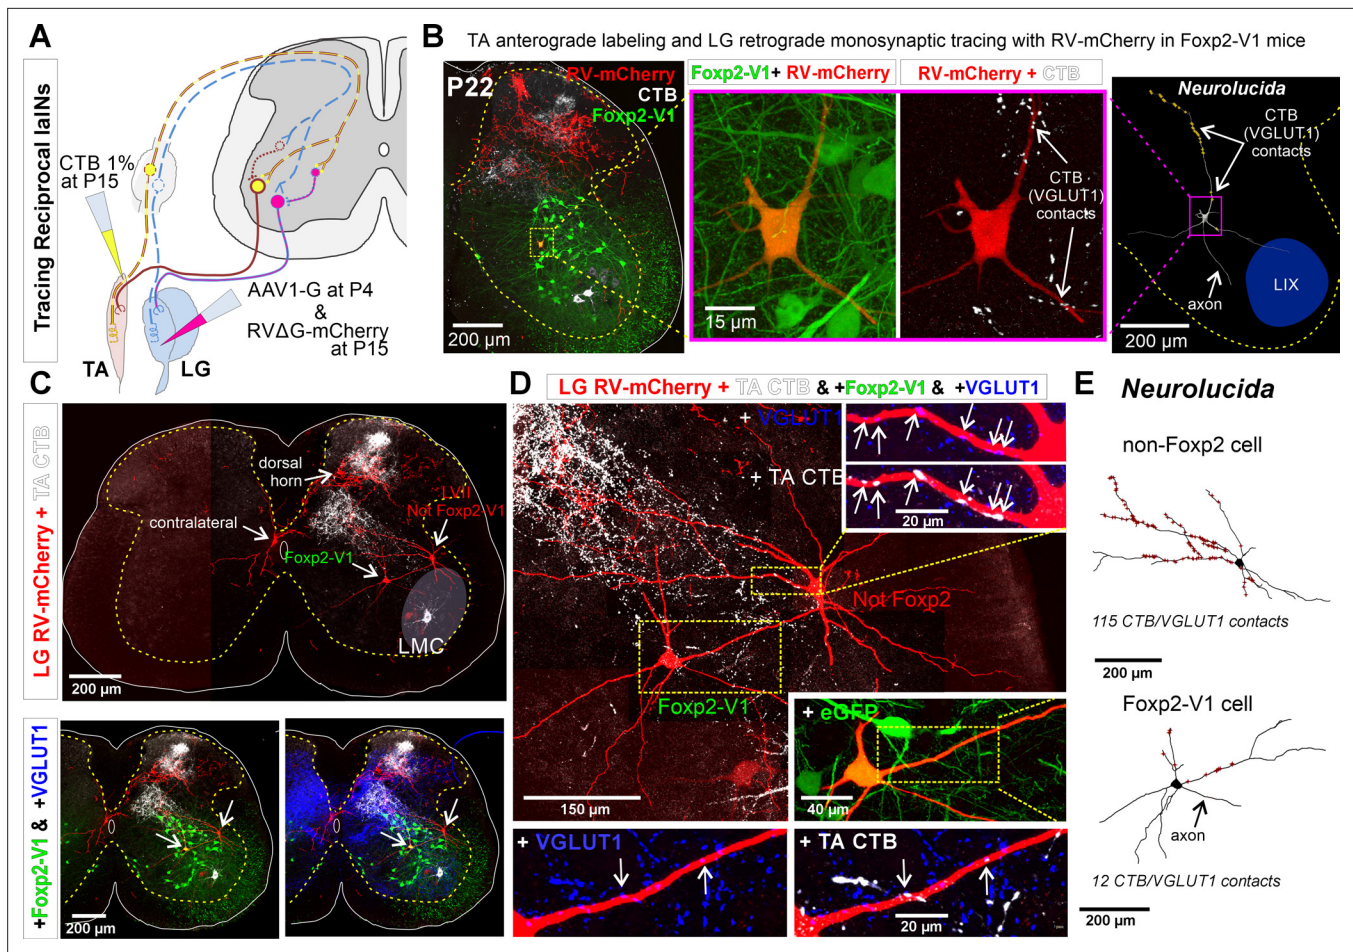 A
Tracing Reciprocal IaINs
CTB 1%
at P15
AAV1-G at P4
&
RVΔG-mCherry
at P15
TA
LG
B
TA anterograde labeling and LG retrograde monosynaptic tracing with RV-mCherry in Foxp2-V1 mice
P22
RV-mCherry
CTB
Foxp2-V1
200 µm
Foxp2-V1+ RV-mCherry
15 µm
RV-mCherry + CTB
CTB
(VGLUT1)
contacts
Neurolucida
CTB
(VGLUT1)
contacts
axon
LIX
200 µm
C
LG RV-mCherry + TA CTB
dorsal
horn
contralateral
LVII
Not Foxp2-V1
Foxp2-V1
LMC
200 µm
+Foxp2-V1 & +VGLUT1
200 µm
D
LG RV-mCherry + TA CTB & +Foxp2-V1 & +VGLUT1
+ VGLUT1
+ TA CTB
20 µm
Not Foxp2
Foxp2-V1
150 µm
+ eGFP
40 µm
+ VGLUT1
+ TA CTB
20 µm
E
Neurolucida
non-Foxp2 cell
115 CTB/VGLUT1 contacts
200 µm
Foxp2-V1 cell
axon
12 CTB/VGLUT1 contacts
200 µm